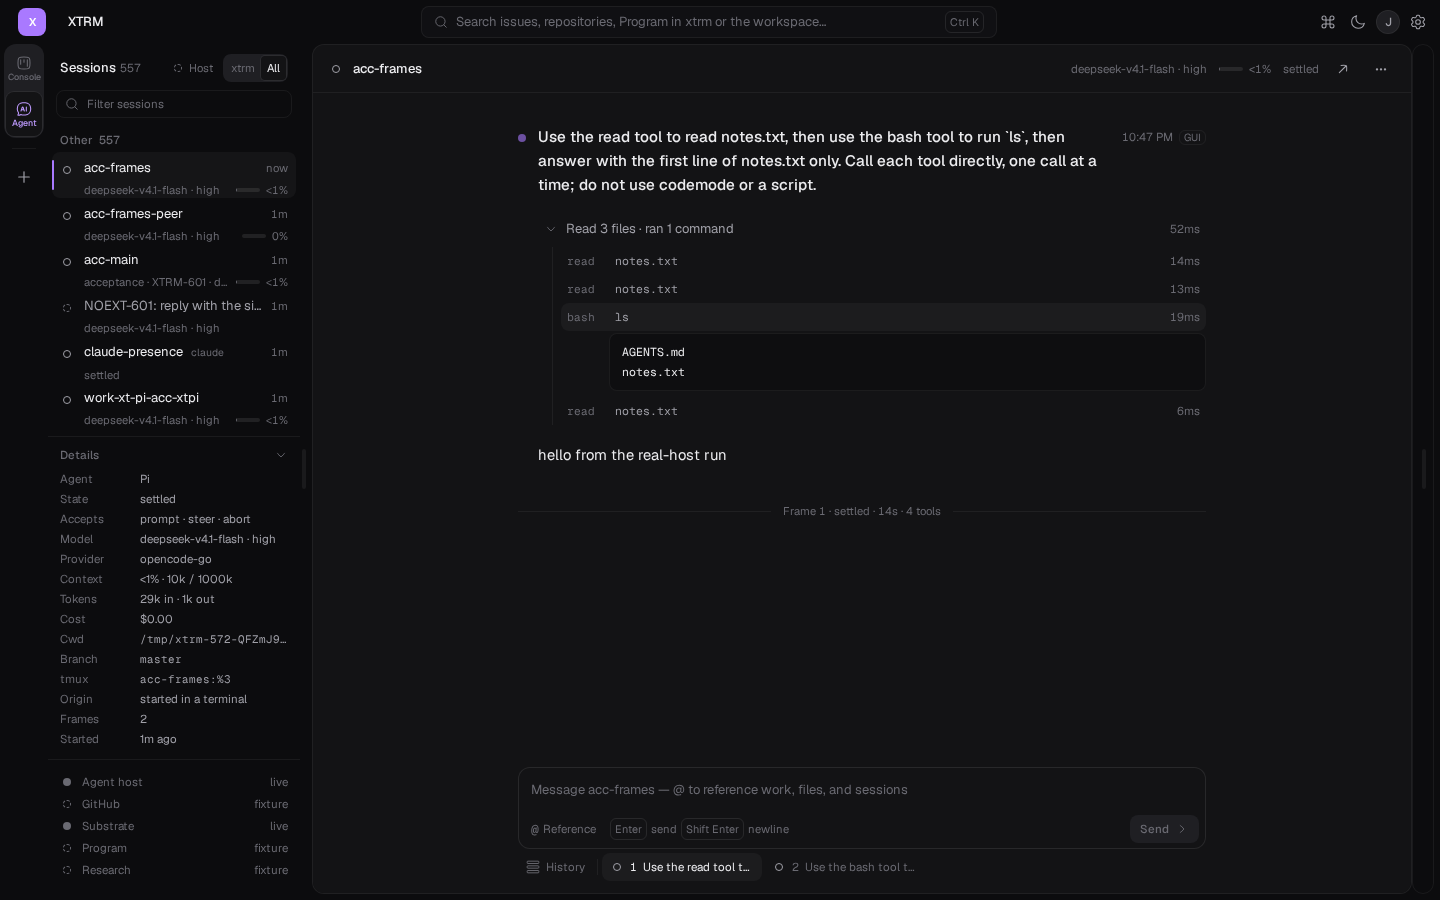 X
XTRM
Search issues, repositories, Program in xtrm or the workspace...
Ctrl K
J
Console
Agent
Sessions 557
Host
xtrm
All
Filter sessions
Other 557
acc-frames
now
deepseek-v4.1-flash · high
<1%
acc-frames-peer
1m
deepseek-v4.1-flash · high
0%
acc-main
1m
acceptance · XTRM-601 · d...
<1%
NOEXT-601: reply with the si...
1m
deepseek-v4.1-flash · high
claude-presence claude
1m
settled
work-xt-pi-acc-xtpi
1m
deepseek-v4.1-flash · high
<1%
Details
Agent Pi
State settled
Accepts prompt · steer · abort
Model deepseek-v4.1-flash · high
Provider opencode-go
Context <1% · 10k / 1000k
Tokens 29k in · 1k out
Cost $0.00
Cwd /tmp/xtrm-572-QFZmJ9...
Branch master
tmux acc-frames:%3
Origin started in a terminal
Frames 2
Started 1m ago
Agent host live
GitHub fixture
Substrate live
Program fixture
Research fixture
acc-frames
deepseek-v4.1-flash · high
<1%
settled
Use the read tool to read notes.txt, then use the bash tool to run `ls`, then
answer with the first line of notes.txt only. Call each tool directly, one call at a
time; do not use codemode or a script.
10:47 PM GUI
Read 3 files · ran 1 command 52ms
read notes.txt 14ms
read notes.txt 13ms
bash ls 19ms
AGENTS.md
notes.txt
read notes.txt 6ms
hello from the real-host run
Frame 1 · settled · 14s · 4 tools
Message acc-frames — @ to reference work, files, and sessions
@ Reference Enter send Shift Enter newline
Send
History
1 Use the read tool t...
2 Use the bash tool t...